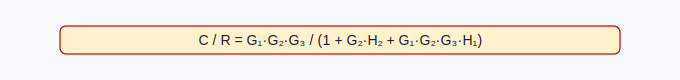 C / R = G₁·G₂·G₃ / (1 + G₂·H₂ + G₁·G₂·G₃·H₁)